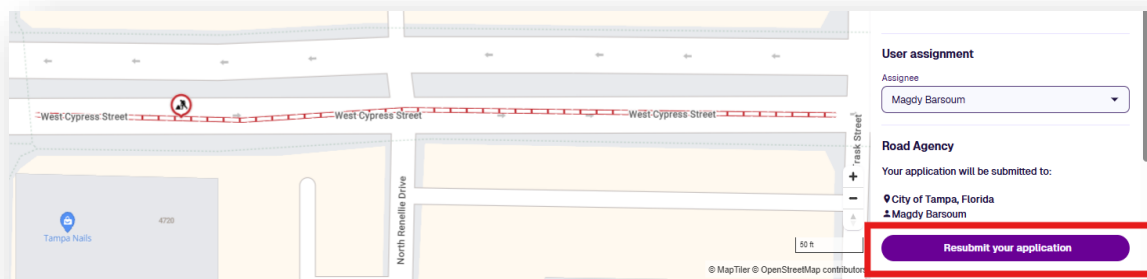 West Cypress Street
West Cypress Street
West Cypress Street
North Renellie Drive
rask Street
Tampa Nails
4720
+
−
50 ft
© MapTiler © OpenStreetMap contributors
User assignment
Assignee
Magdy Barsoum
Road Agency
Your application will be submitted to:
City of Tampa, Florida
Magdy Barsoum
Resubmit your application